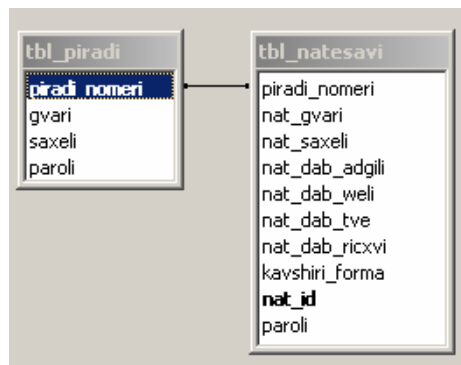 tbl_piradi
piradi_nomeri
gvari
saxeli
paroli
tbl_natesavi
piradi_nomeri
nat_gvari
nat_saxeli
nat_dab_adgili
nat_dab_weli
nat_dab_tve
nat_dab_ricxvi
kavshiri_forma
nat_id
paroli